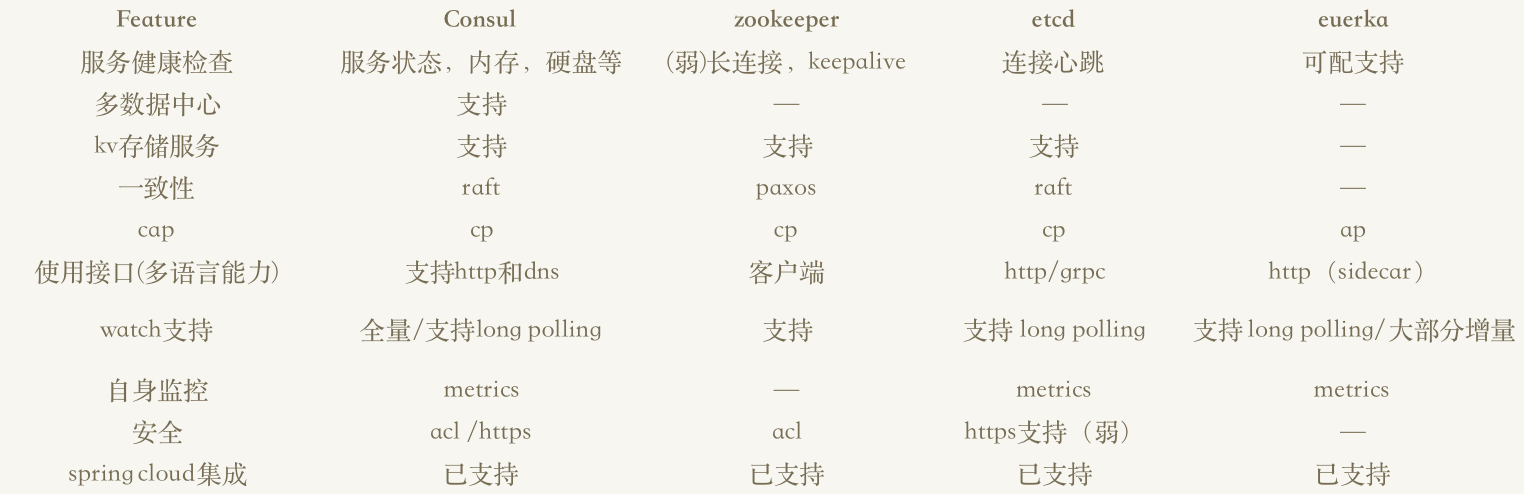 Feature Consul zookeeper etcd euerka
服务健康检查 服务状态，内存，硬盘等 (弱)长连接，keepalive 连接心跳 可配支持
多数据中心 支持 — — —
kv存储服务 支持 支持 支持 —
一致性 raft paxos raft —
cap cp cp cp ap
使用接口(多语言能力) 支持http和dns 客户端 http/grpc http（sidecar）
watch支持 全量/支持long polling 支持 支持 long polling 支持 long polling/大部分增量
自身监控 metrics — metrics metrics
安全 acl /https acl https支持（弱） —
spring cloud集成 已支持 已支持 已支持 已支持